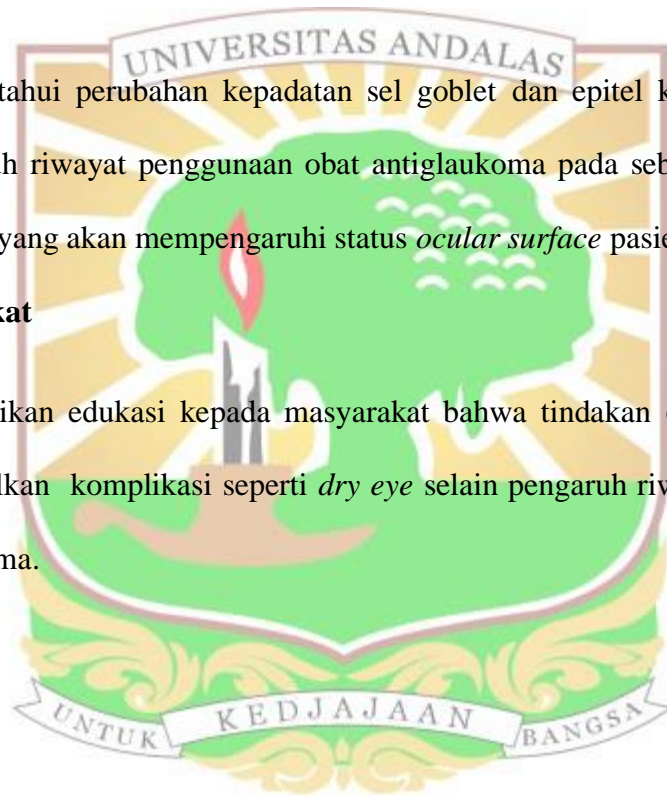 UNIVERSITAS ANDALAS
tahui perubahan kepadatan sel goblet dan epitel k
h riwayat penggunaan obat antiglaukoma pada seb
yang akan mempengaruhi status ocular surface pasie
kat
ikan edukasi kepada masyarakat bahwa tindakan
lkan komplikasi seperti dry eye selain pengaruh riw
ma.
UNTUK KEDJAJAAN BANGSA